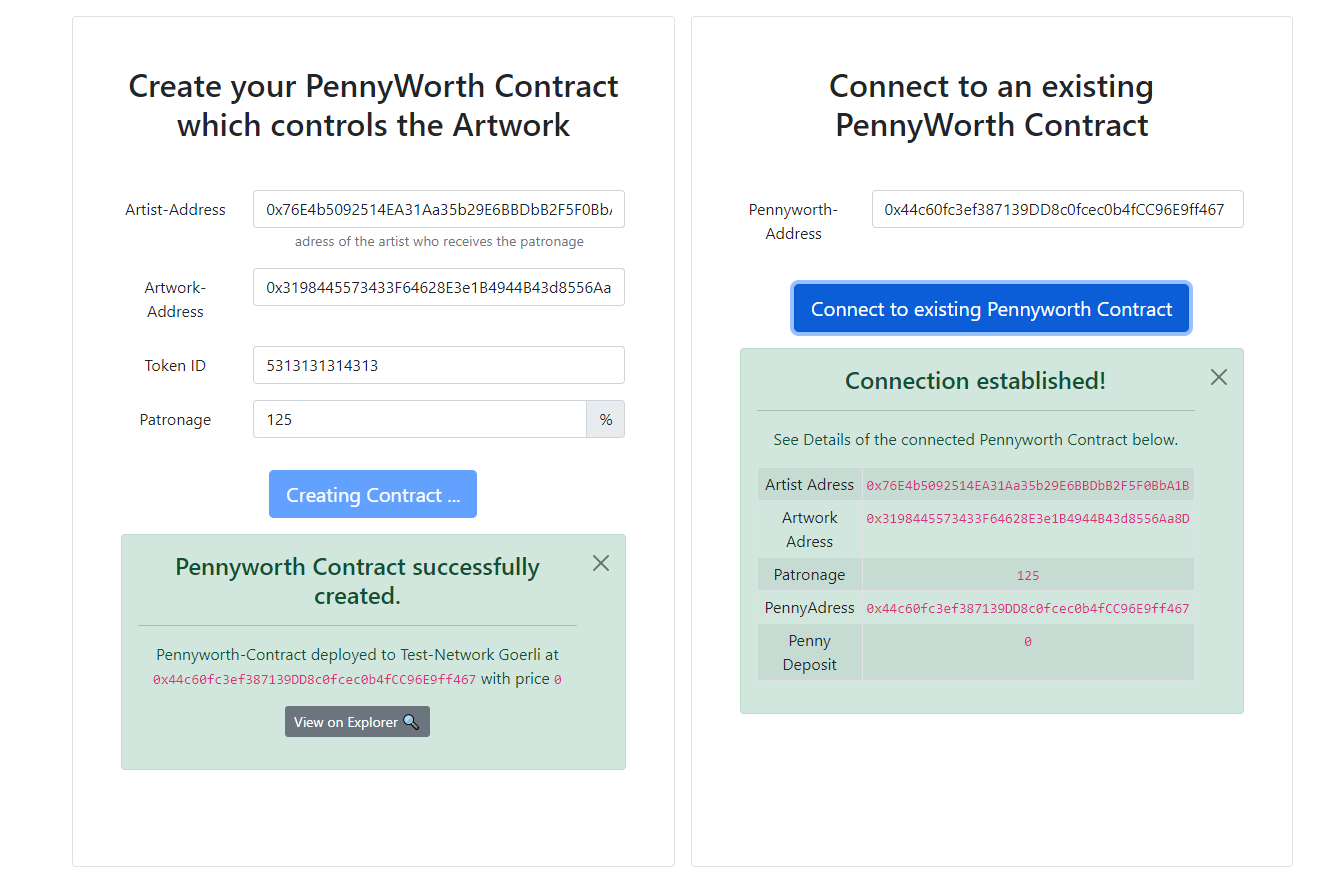 Create your PennyWorth Contract
which controls the Artwork
Artist-Address
0x76E4b5092514EA31Aa35b29E6BBDbB2F5F0Bb
adress of the artist who receives the patronage
Artwork-
Address
0x3198445573433F64628E3e1B4944B43d8556Aa
Token ID
5313131314313
Patronage
125
%
Creating Contract ...
Pennyworth Contract successfully
created.
Pennyworth-Contract deployed to Test-Network Goerli at
0x44c60fc3ef387139DD8c0fcec0b4fCC96E9ff467 with price 0
View on Explorer
Connect to an existing
PennyWorth Contract
Pennyworth-
Address
0x44c60fc3ef387139DD8c0fcec0b4fCC96E9ff467
Connect to existing Pennyworth Contract
Connection established!
See Details of the connected Pennyworth Contract below.
Artist Adress 0x76E4b5092514EA31Aa35b29E6BBDbB2F5F0BbA1B
Artwork
Adress
0x3198445573433F64628E3e1B4944B43d8556Aa8D
Patronage 125
PennyAdress 0x44c60fc3ef387139DD8c0fcec0b4fCC96E9ff467
Penny
Deposit
0